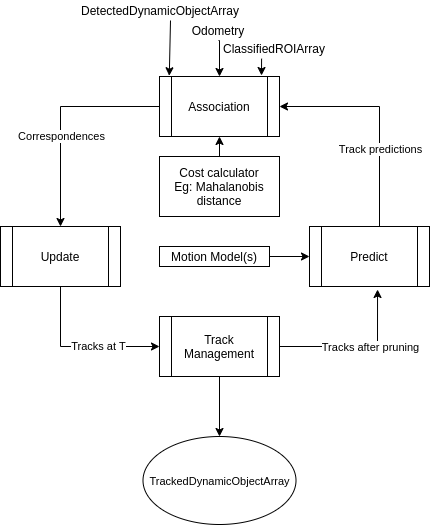 DetectedDynamicObjectArray
Odometry
ClassifiedROIArray
Association
Correspondences
Track predictions
Cost calculator
Eg: Mahalanobis
distance
Update
Motion Model(s)
Predict
Tracks at T
Track
Management
Tracks after pruning
TrackedDynamicObjectArray